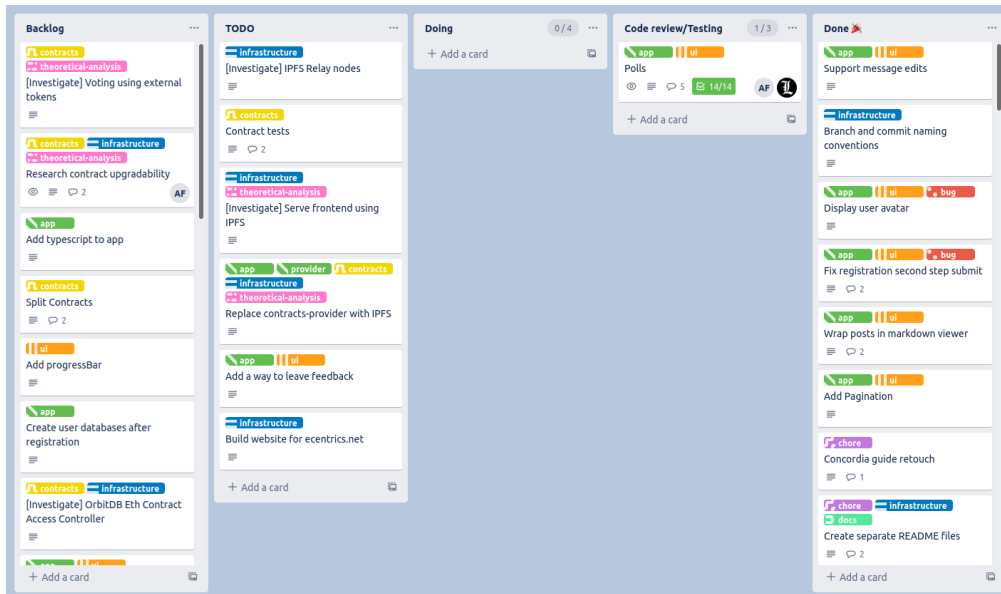 Backlog
contracts
theoretical-analysis
[Investigate] Voting using external
tokens
contracts infrastructure
theoretical-analysis
Research contract upgradability
2 AF
app
Add typescript to app
contracts
Split Contracts
2
ui
Add progressBar
app
Create user databases after
registration
contracts infrastructure
[Investigate] OrbitDB Eth Contract
Access Controller
+ Add a card
TODO
infrastructure
[Investigate] IPFS Relay nodes
contracts
Contract tests
2
infrastructure
theoretical-analysis
[Investigate] Serve frontend using
IPFS
app provider contracts
infrastructure
theoretical-analysis
Replace contracts-provider with IPFS
app ui
Add a way to leave feedback
infrastructure
Build website for ecentrics.net
+ Add a card
Doing 0/4
+ Add a card
Code review/Testing 1/3
app ui
Polls
5 14/14 AF L
+ Add a card
Done
app ui
Support message edits
infrastructure
Branch and commit naming
conventions
app ui bug
Display user avatar
app ui bug
Fix registration second step submit
2
app ui
Wrap posts in markdown viewer
2
app ui
Add Pagination
chore
Concordia guide retouch
1
chore infrastructure
docs
Create separate README files
2
+ Add a card